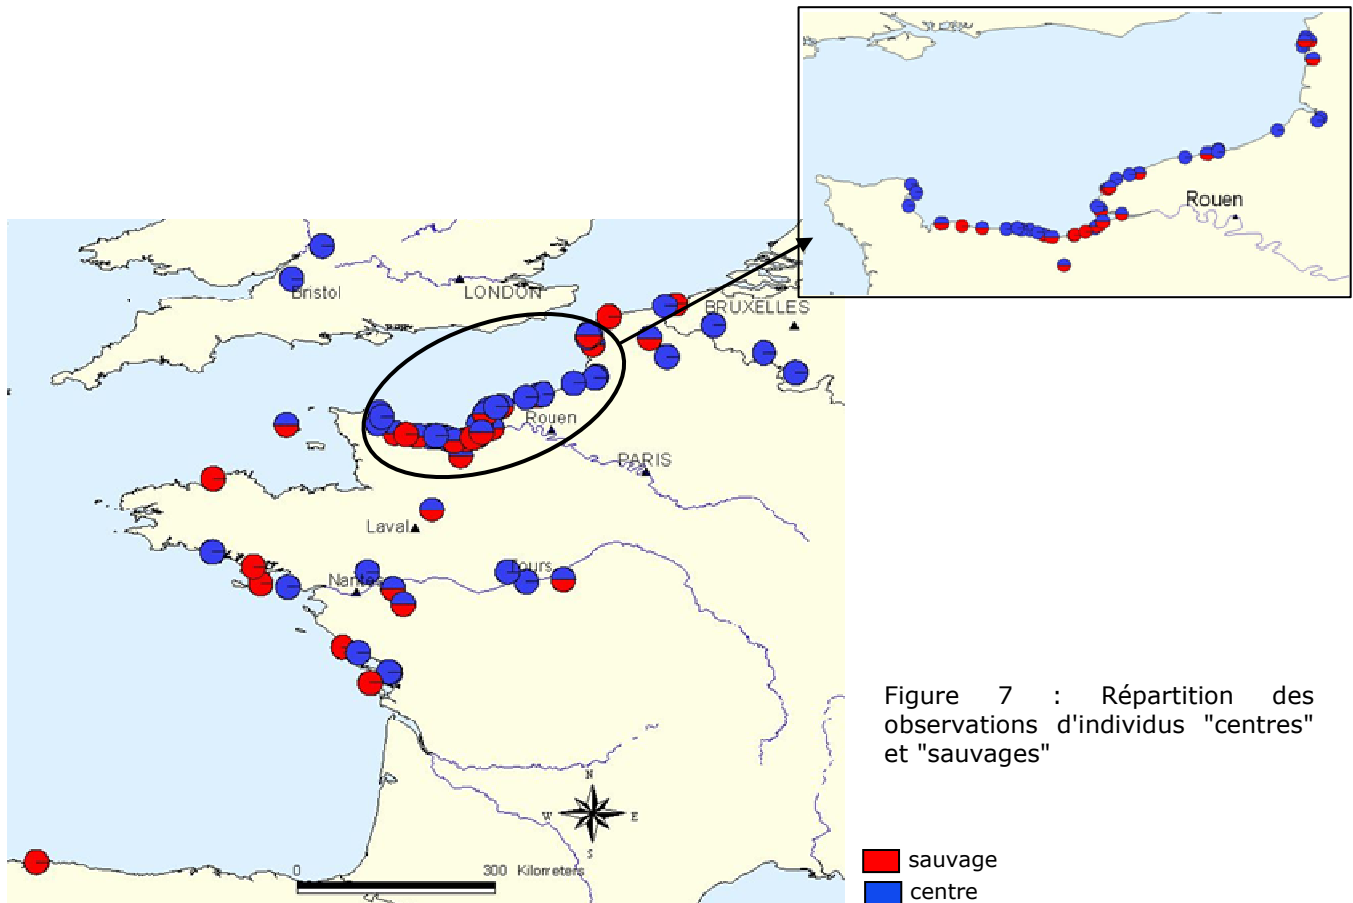 Rouen
Bristol
LONDON
BRUXELLES
Rouen
PARIS
Laval
Nantes
Tours
Figure 7 : Répartition des
observations d'individus "centres"
et "sauvages"
N
W
E
S
0
300 Kilometers
sauvage
centre